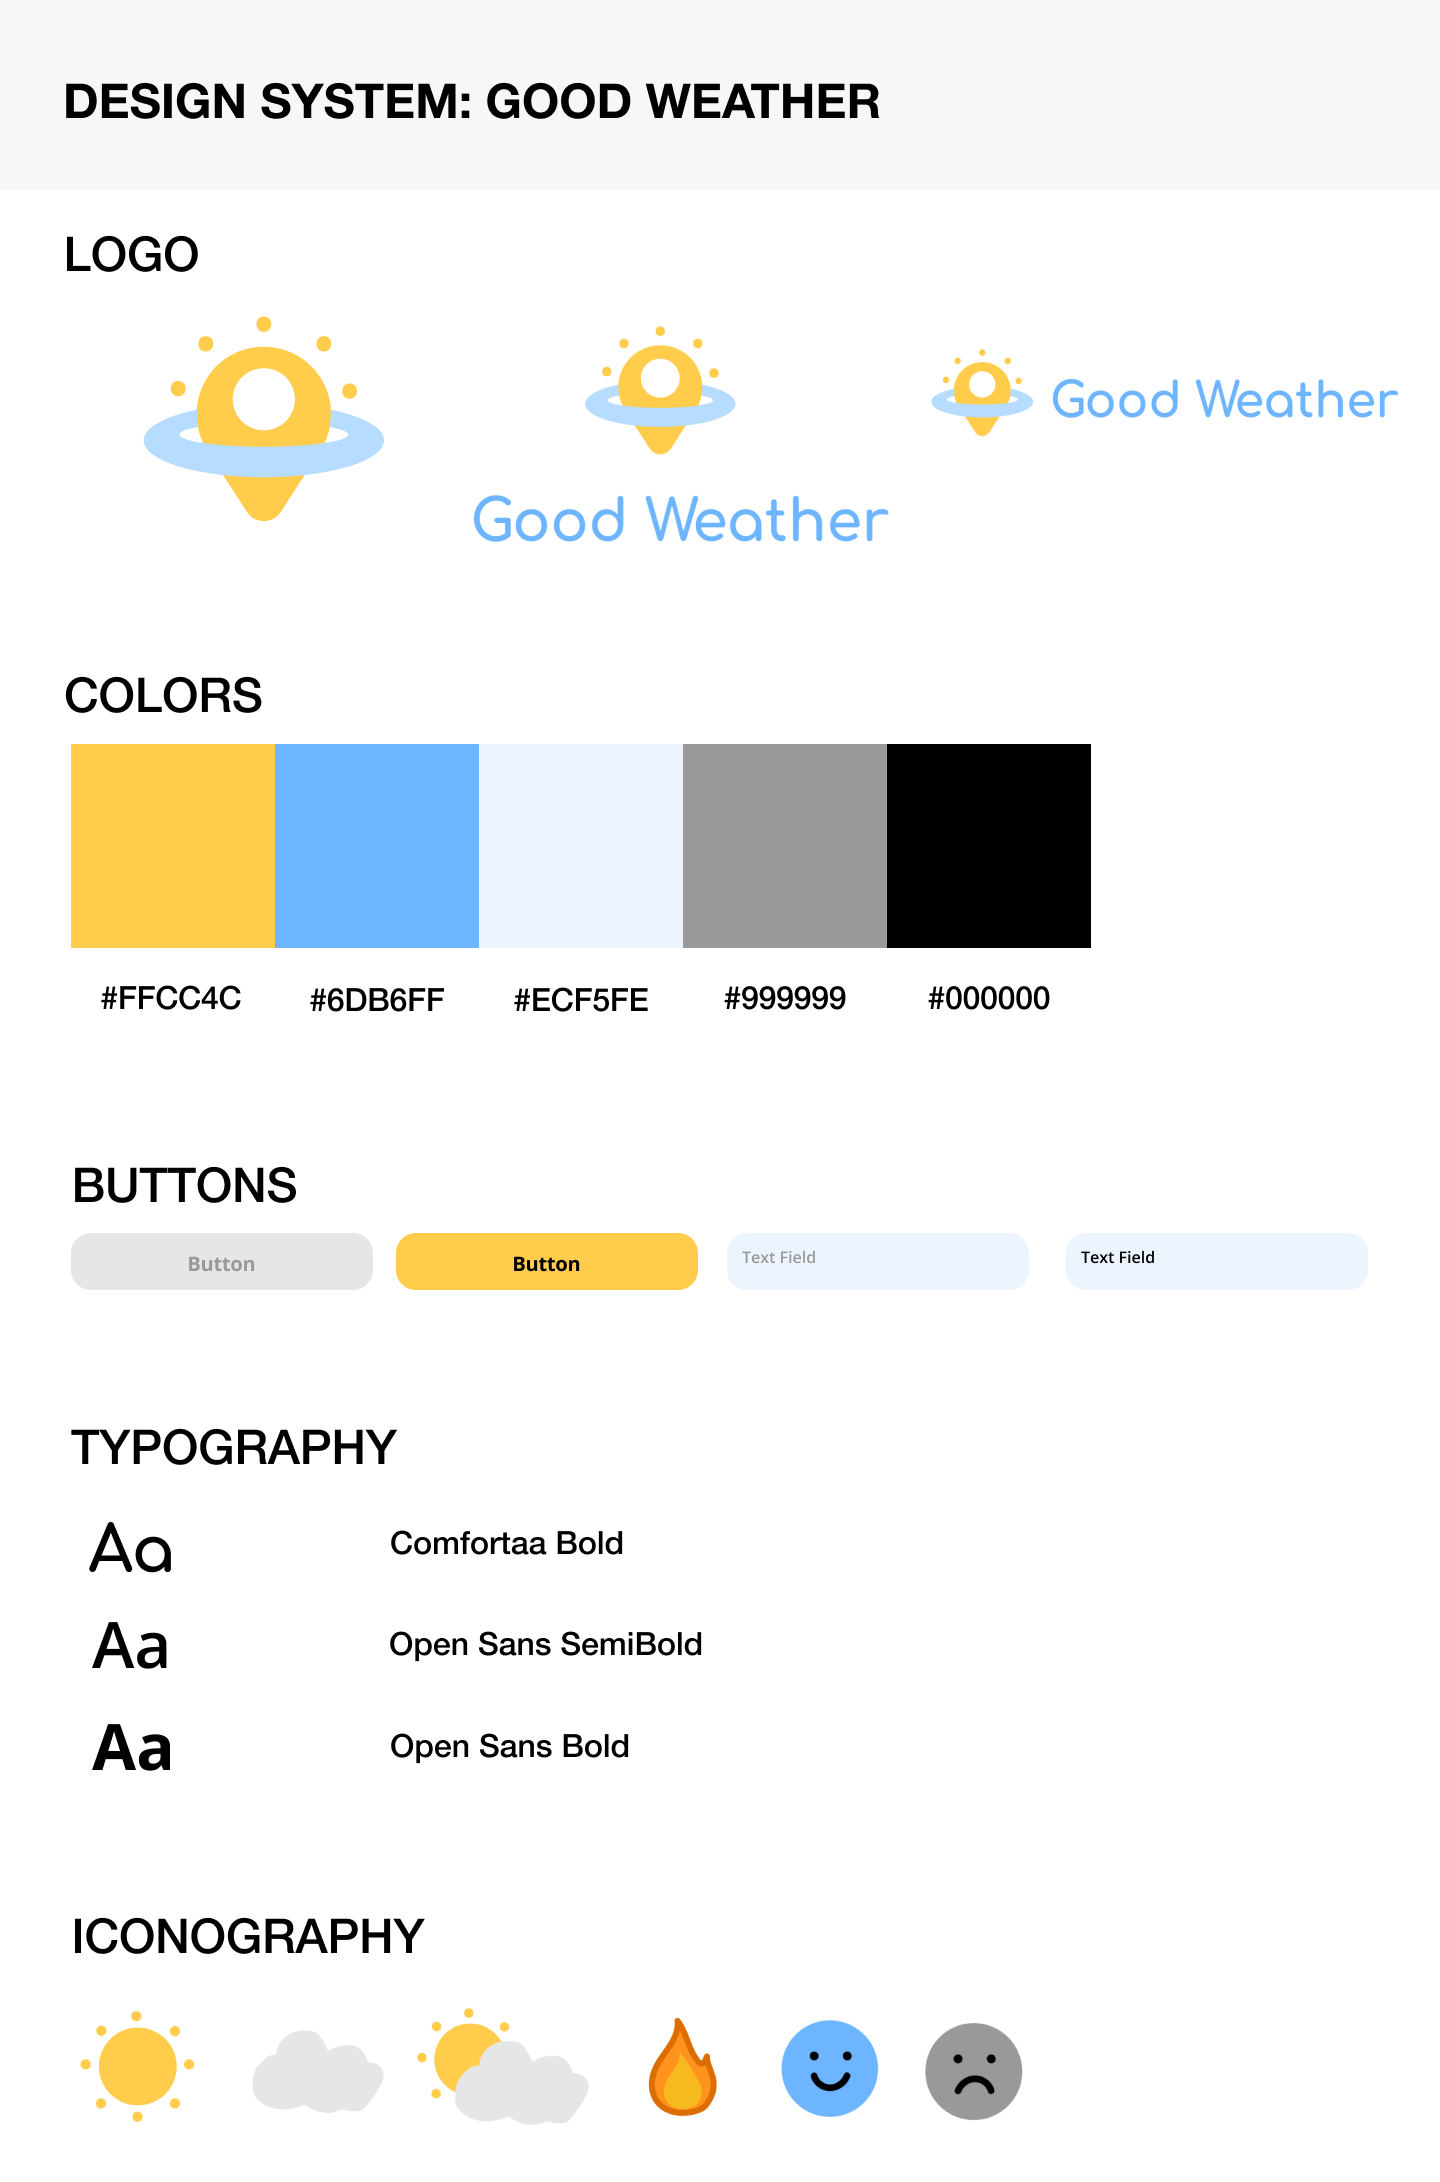 DESIGN SYSTEM: GOOD WEATHER
LOGO
Good Weather
Good Weather
COLORS
#FFCC4C #6DB6FF #ECF5FE #999999 #000000
BUTTONS
Button Button Text Field Text Field
TYPOGRAPHY
Aa Comfortaa Bold
Aa Open Sans SemiBold
Aa Open Sans Bold
ICONOGRAPHY